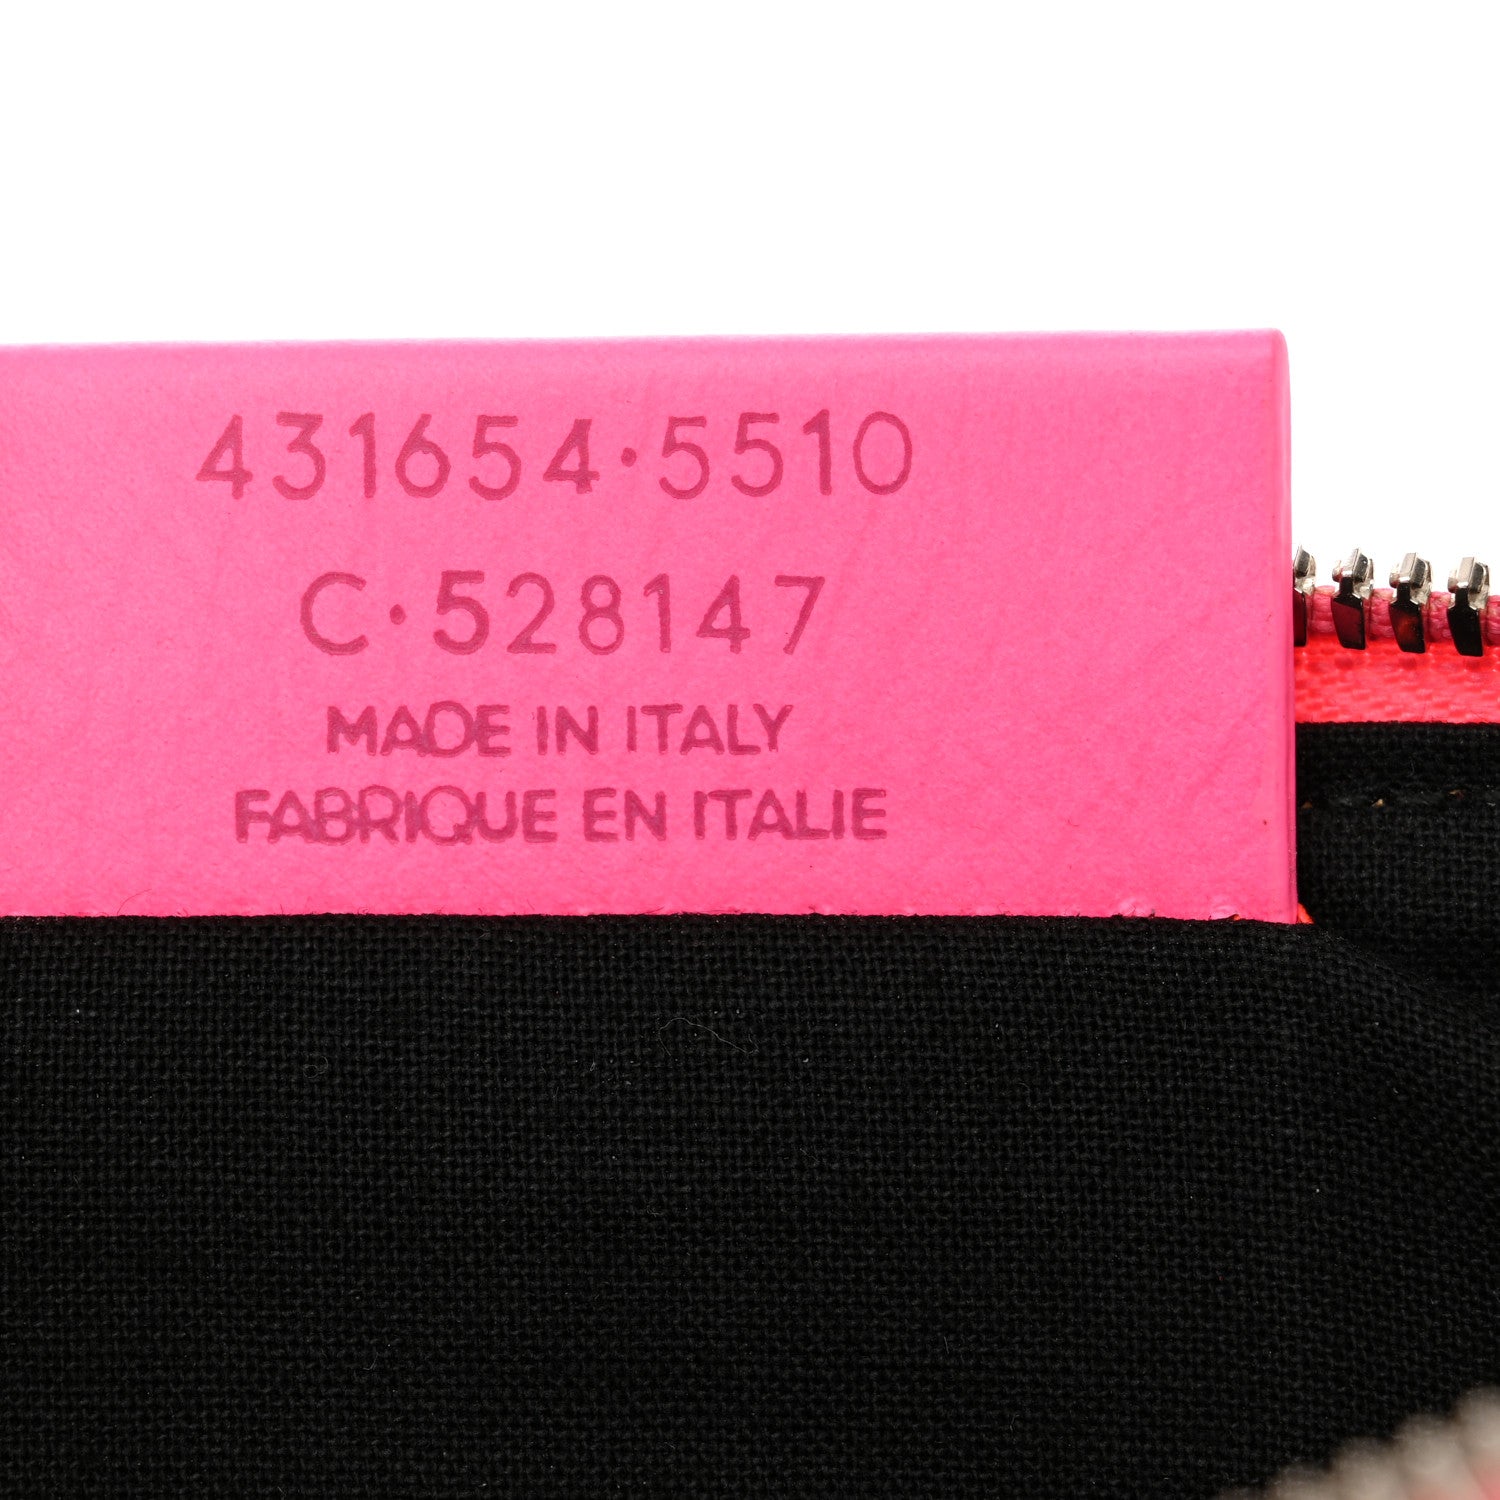 431654·5510
C·528147
MADE IN ITALY
FABRIQUE EN ITALIE